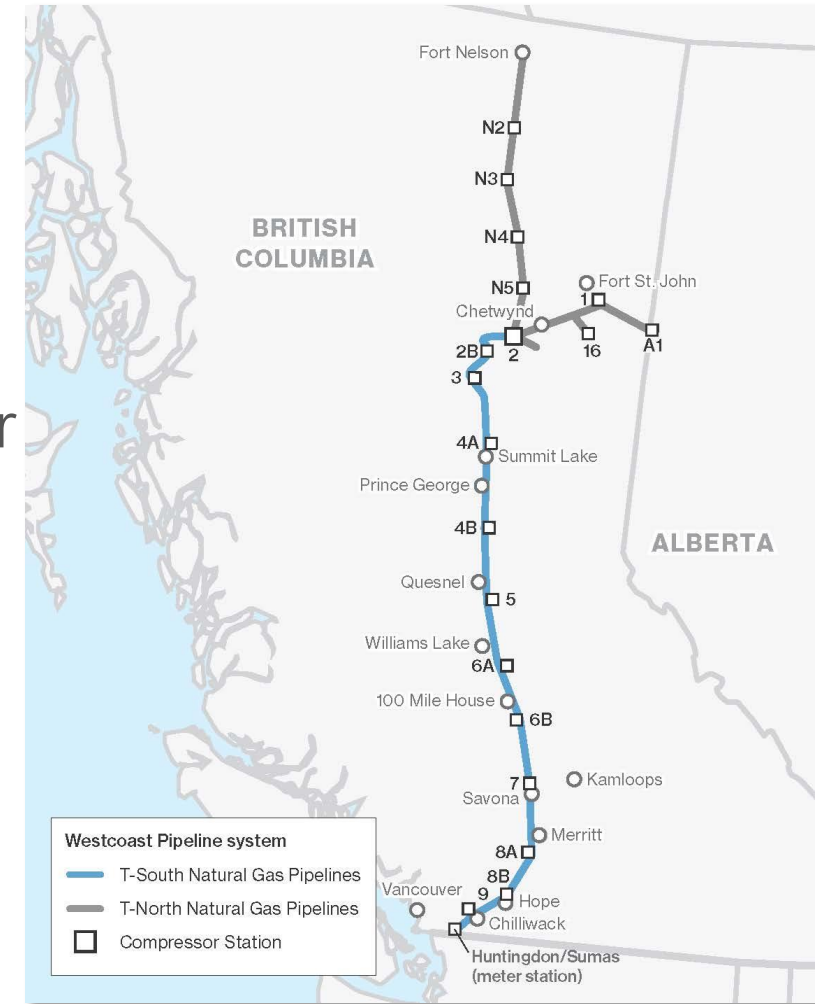 Fort Nelson
N2
N3
BRITISH
COLUMBIA
N4
N5
Fort St. John
1
Chetwynd
2B
2
16
A1
3
r
4A
Summit Lake
Prince George
4B
ALBERTA
Quesnel
5
Williams Lake
6A
100 Mile House
6B
7
Kamloops
Savona
Merritt
8A
8B
Vancouver
9
Hope
Chilliwack
Huntingdon/Sumas
(meter station)
Westcoast Pipeline system
T-South Natural Gas Pipelines
T-North Natural Gas Pipelines
Compressor Station